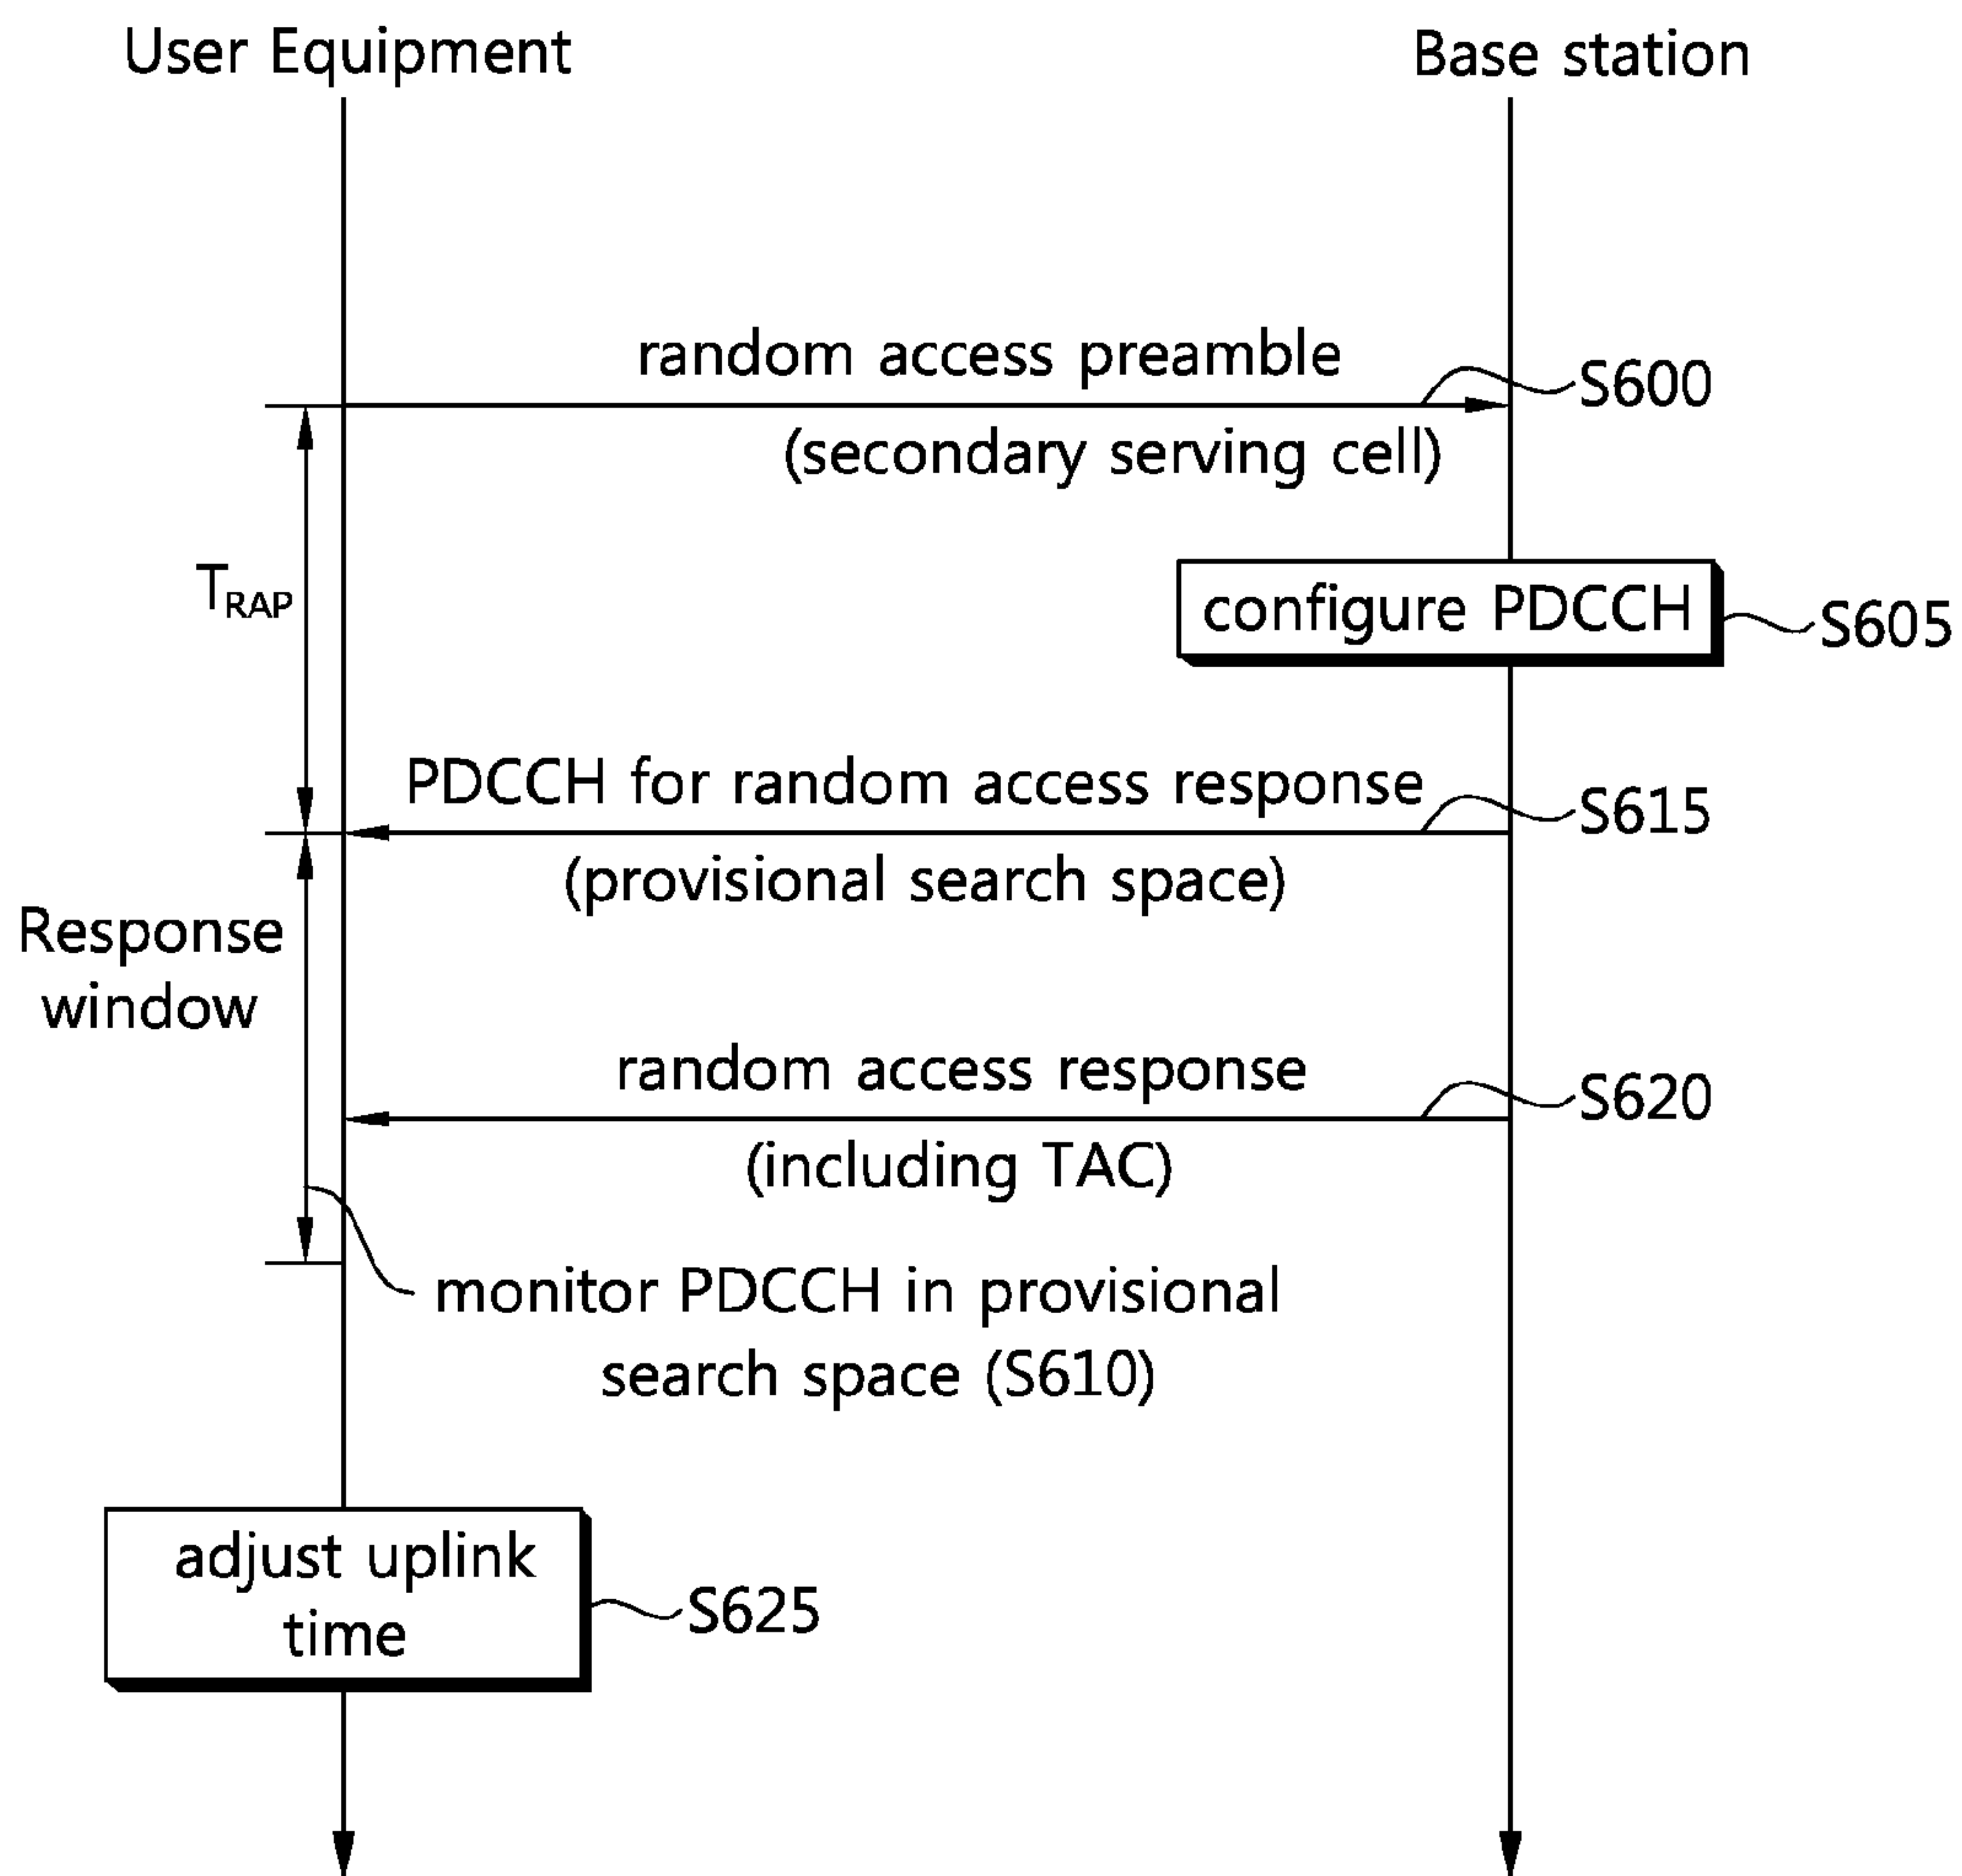 User Equipment
Base station
random access preamble
S600
(secondary serving cell)
TRAP
configure PDCCH
S605
PDCCH for random access response
S615
(provisional search space)
Response
window
random access response
S620
(including TAC)
monitor PDCCH in provisional
search space (S610)
adjust uplink
time
S625